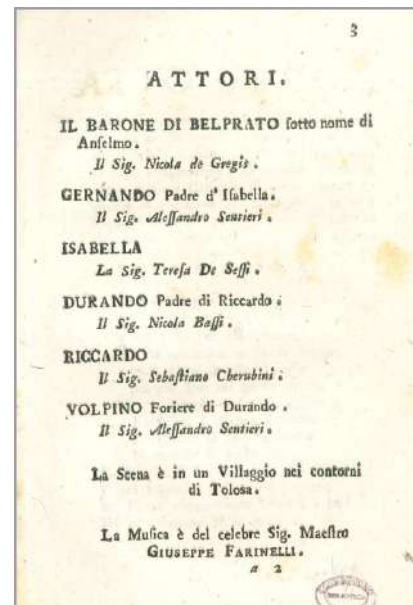 3
ATTORI.
IL BARONE DI BELPRATO ſotto nome di
Anſelmo.
Il Sig. Nicola de Gregis.
GERNANDO Padre d' Iſabella.
Il Sig. Aleſſandro Sentieri.
ISABELLA
La Sig. Tereſa De Seſſi.
DURANDO Padre di Riccardo.
Il Sig. Nicola Baſſi.
RICCARDO
Il Sig. Sebaſtiano Cherubini.
VOLPINO Foriere di Durando.
Il Sig. Aleſſandro Sentieri.
La Scena è in un Villaggio nei contorni
di Toloſa.
La Muſica è del celebre Sig. Maeſtro
GIUSEPPE FARINELLI.
a 2